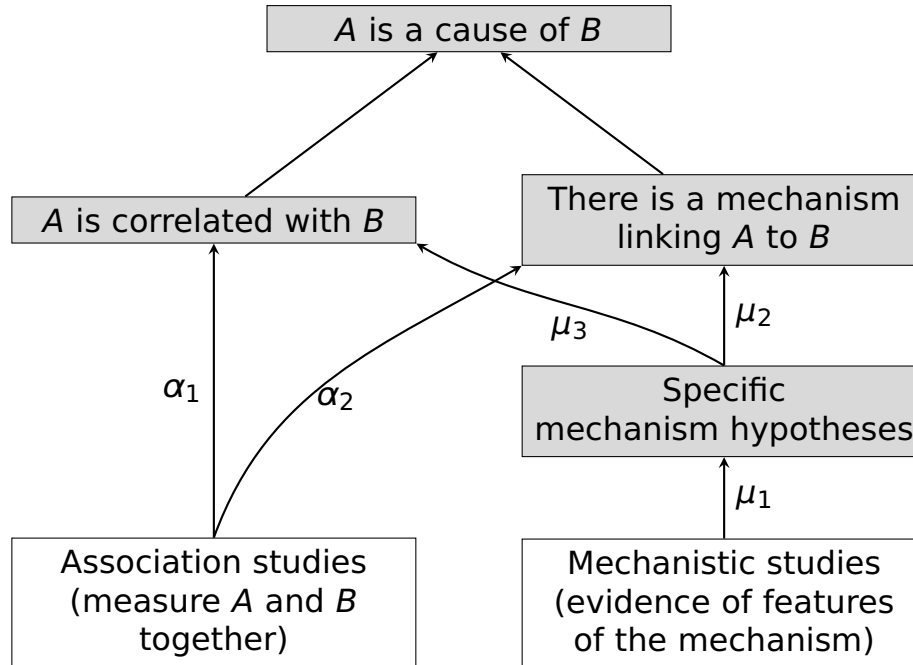 A is a cause of B
A is correlated with B
There is a mechanism
linking A to B
μ3
μ2
α1
α2
Specific
mechanism hypotheses
μ1
Association studies
(measure A and B
together)
Mechanistic studies
(evidence of features
of the mechanism)